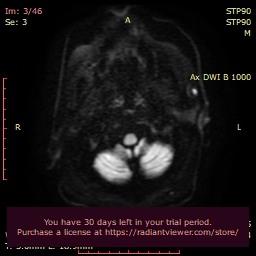 Im: 3/46
Se: 3
A
STP90
STP90
M
Ax DWI B 1000
R
L
You have 30 days left in your trial period.
Purchase a license at https://radiantviewer.com/store/